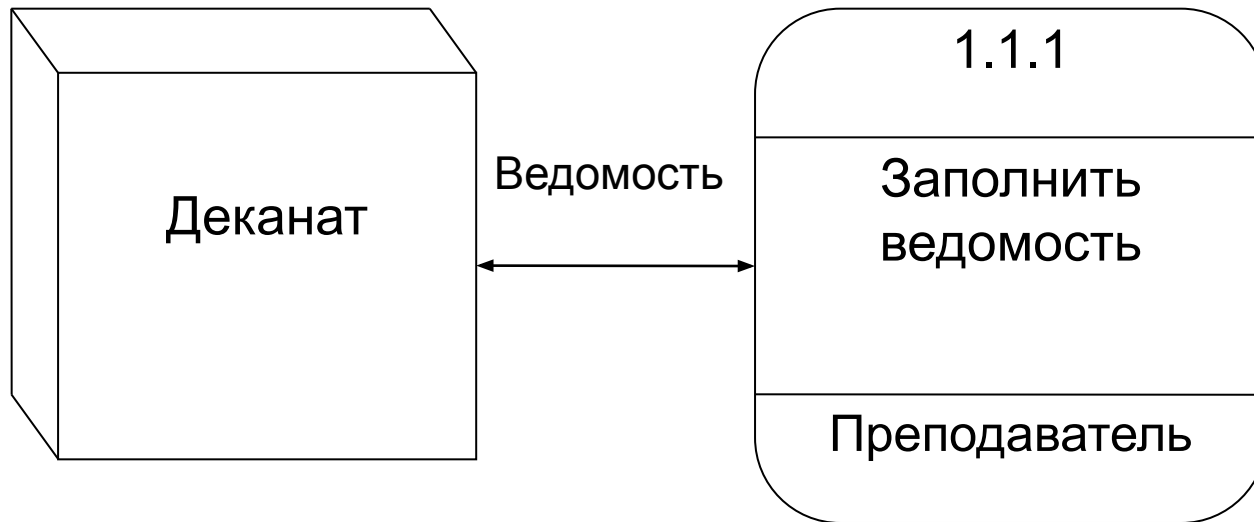 Деканат
Ведомость
1.1.1
Заполнить
ведомость
Преподаватель